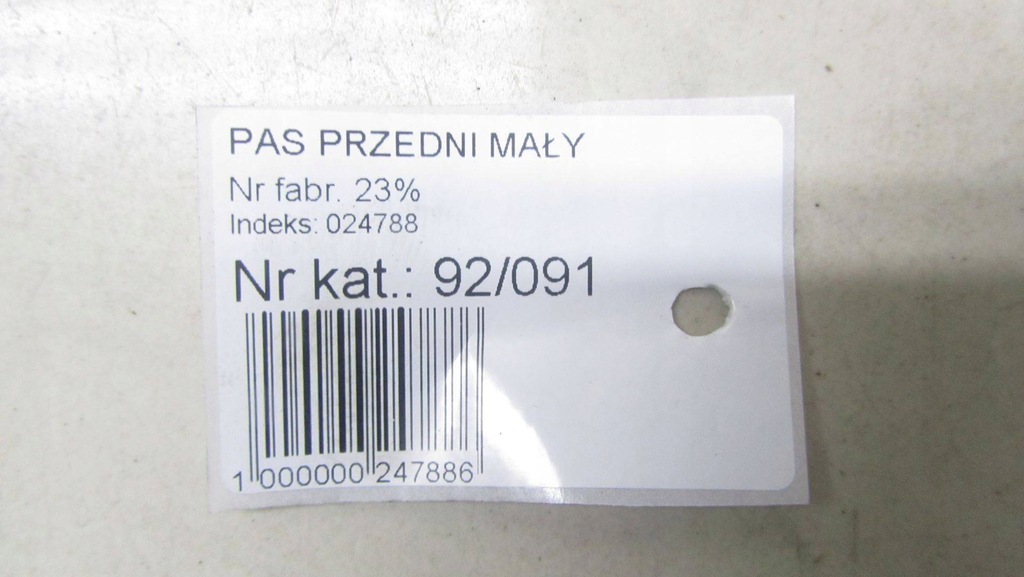 PAS PRZEDNI MAŁY
Nr fabr. 23%
Indeks: 024788
Nr kat.: 92/091
1 000000 247886